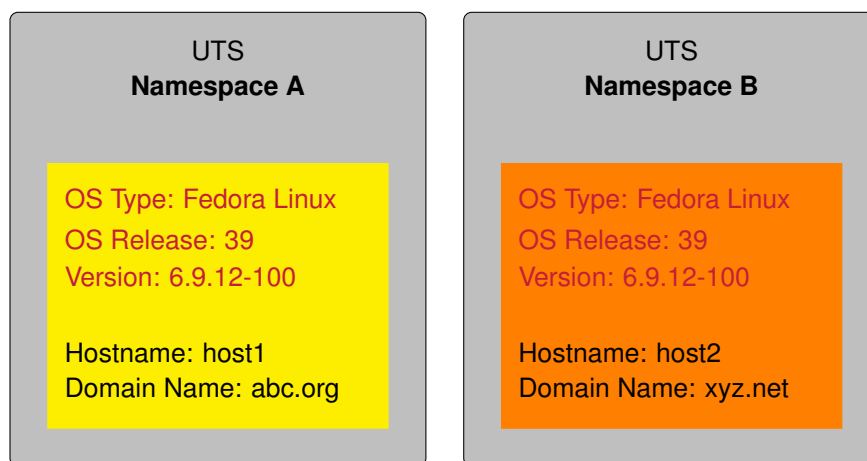 UTS
Namespace A
OS Type: Fedora Linux
OS Release: 39
Version: 6.9.12-100
Hostname: host1
Domain Name: abc.org
UTS
Namespace B
OS Type: Fedora Linux
OS Release: 39
Version: 6.9.12-100
Hostname: host2
Domain Name: xyz.net